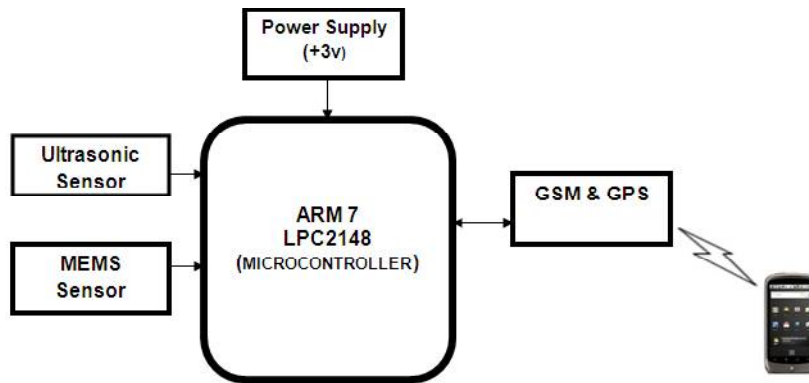 Power Supply
(+3v)
Ultrasonic
Sensor
MEMS
Sensor
ARM 7
LPC2148
(MICROCONTROLLER)
GSM & GPS